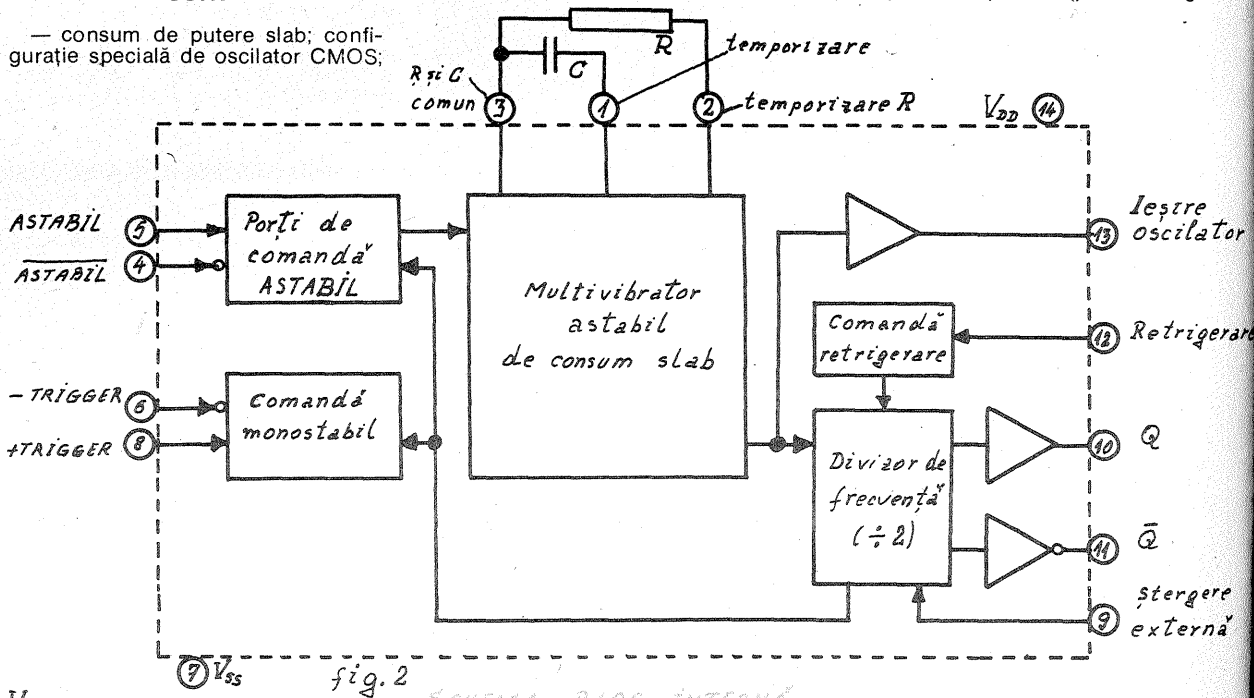 — consum de putere slab; confi-
gurație specială de oscilator CMOS;
R
C
temporizare
R și C
comun
3
1
2
temporizare R
V_DD 14
ASTABIL 5
A̅S̅T̅A̅B̅I̅L̅ 4
Porți de
comandă
ASTABIL
Multivibrator
astabil
de consum slab
13
Ieșire
oscilator
Comandă
retrigerare
12 Retrigerare
- TRIGGER 6
+TRIGGER 8
Comandă
monostabil
Divizor de
frecvență
(÷2)
10 Q
11 Q̅
9
ștergere
externă
7 V_SS
fig. 2